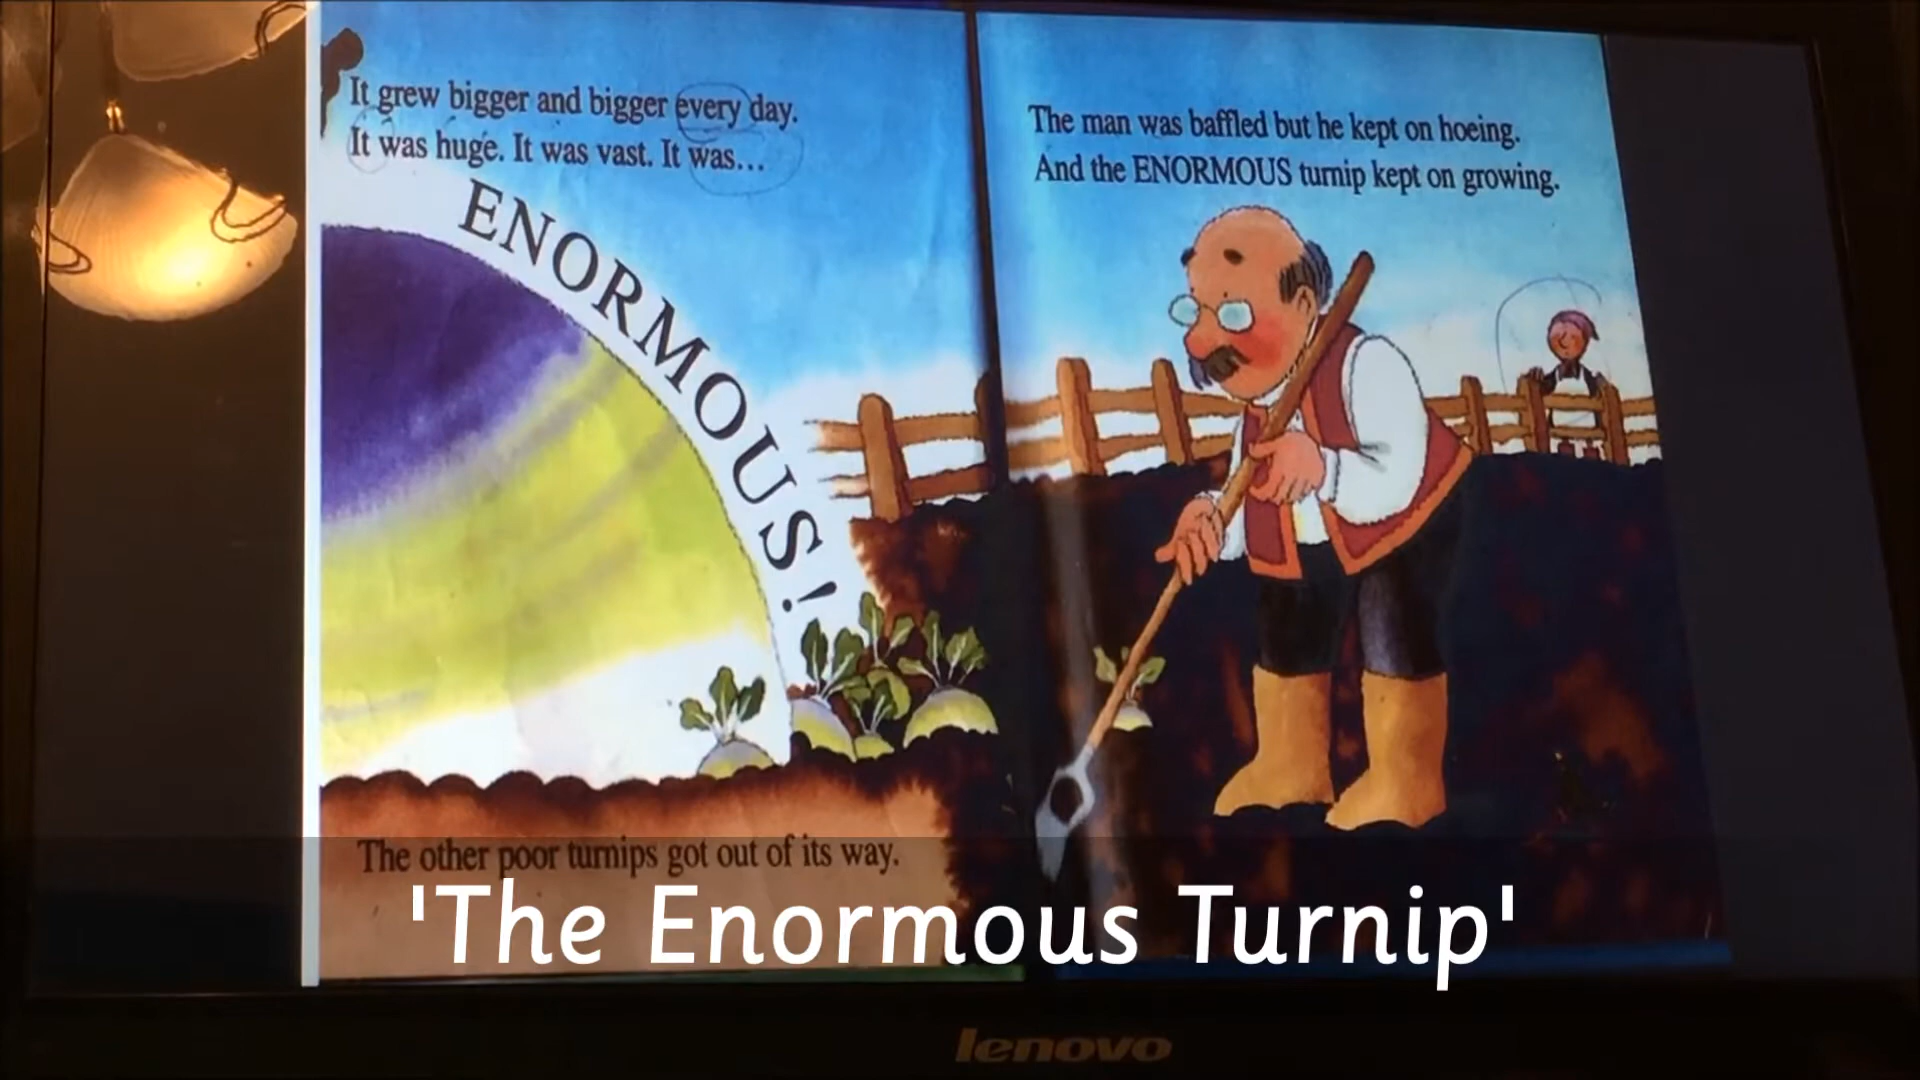 It grew bigger and bigger every day.
It was huge. It was vast. It was...
ENORMOUS!
The other poor turnips got out of its way.
The man was baffled but he kept on hoeing.
And the ENORMOUS turnip kept on growing.
'The Enormous Turnip'
lenovo